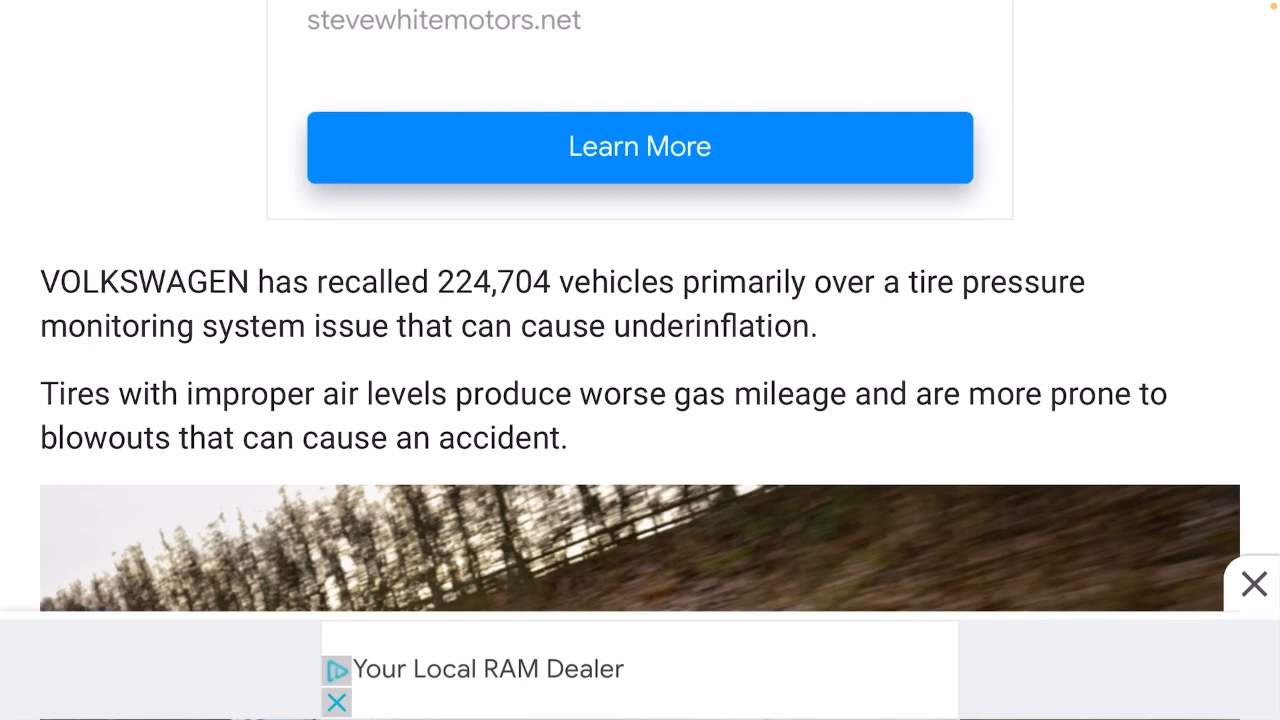 stevewhitemotors.net
Learn More
VOLKSWAGEN has recalled 224,704 vehicles primarily over a tire pressure
monitoring system issue that can cause underinflation.
Tires with improper air levels produce worse gas mileage and are more prone to
blowouts that can cause an accident.
Your Local RAM Dealer